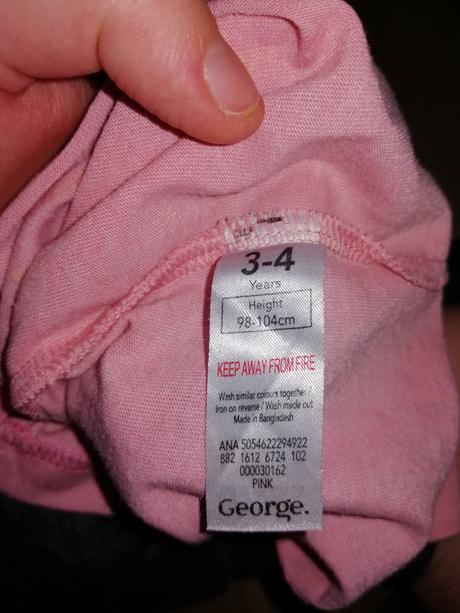 3-4
Years
Height
98-104cm
KEEP AWAY FROM FIRE
Wash similar colours together
Iron on reverse / Wash inside out
Made in Bangladesh
ANA 5054622294922
882 1612 6724 102
000030162
PINK
George.